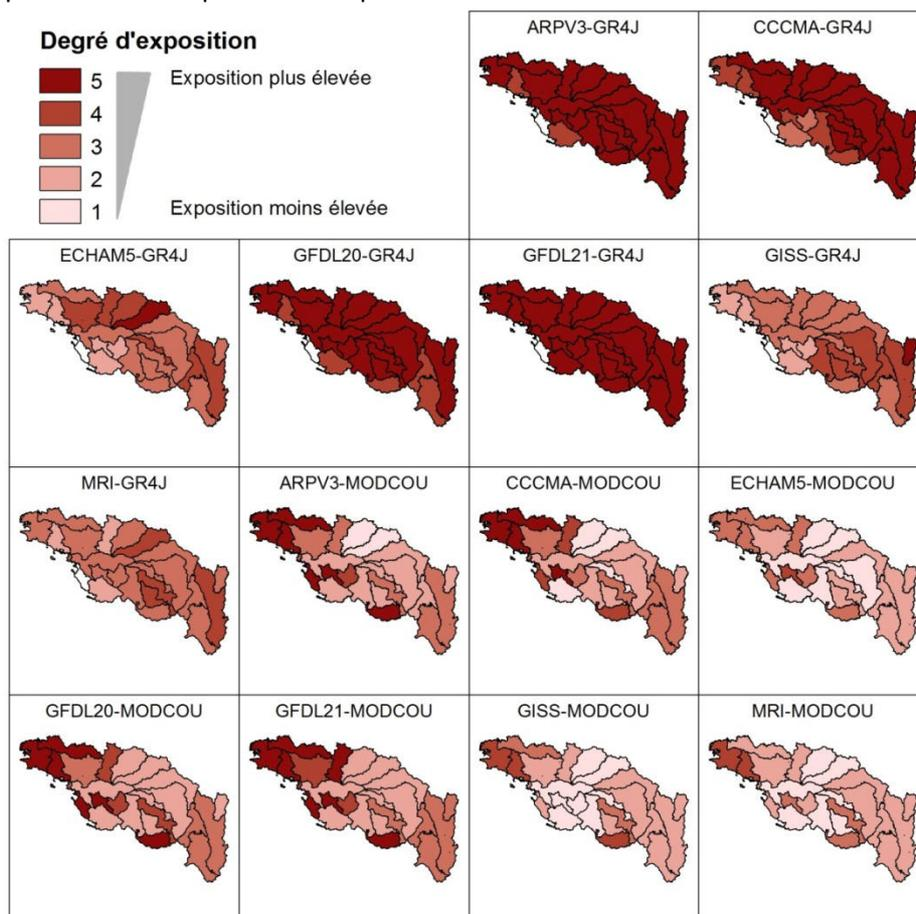 Degré d'exposition
5 Exposition plus élevée
4
3
2
1 Exposition moins élevée
ARPV3-GR4J CCCMA-GR4J
ECHAM5-GR4J GFDL20-GR4J GFDL21-GR4J GISS-GR4J
MRI-GR4J ARPV3-MODCOU CCCMA-MODCOU ECHAM5-MODCOU
GFDL20-MODCOU GFDL21-MODCOU GISS-MODCOU MRI-MODCOU